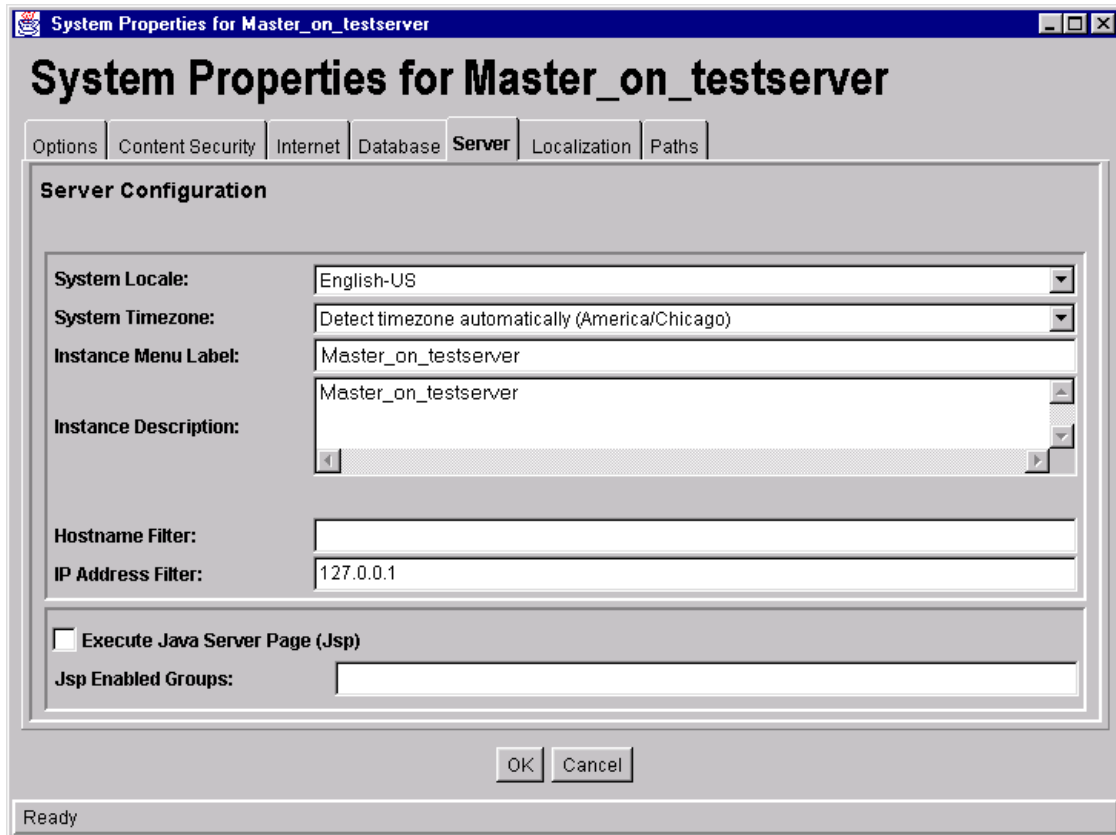 System Properties for Master_on_testserver
System Properties for Master_on_testserver
Options Content Security Internet Database Server Localization Paths
Server Configuration
System Locale: English-US
System Timezone: Detect timezone automatically (America/Chicago)
Instance Menu Label: Master_on_testserver
Master_on_testserver
Instance Description:
Hostname Filter:
IP Address Filter: 127.0.0.1
Execute Java Server Page (Jsp)
Jsp Enabled Groups:
OK Cancel
Ready